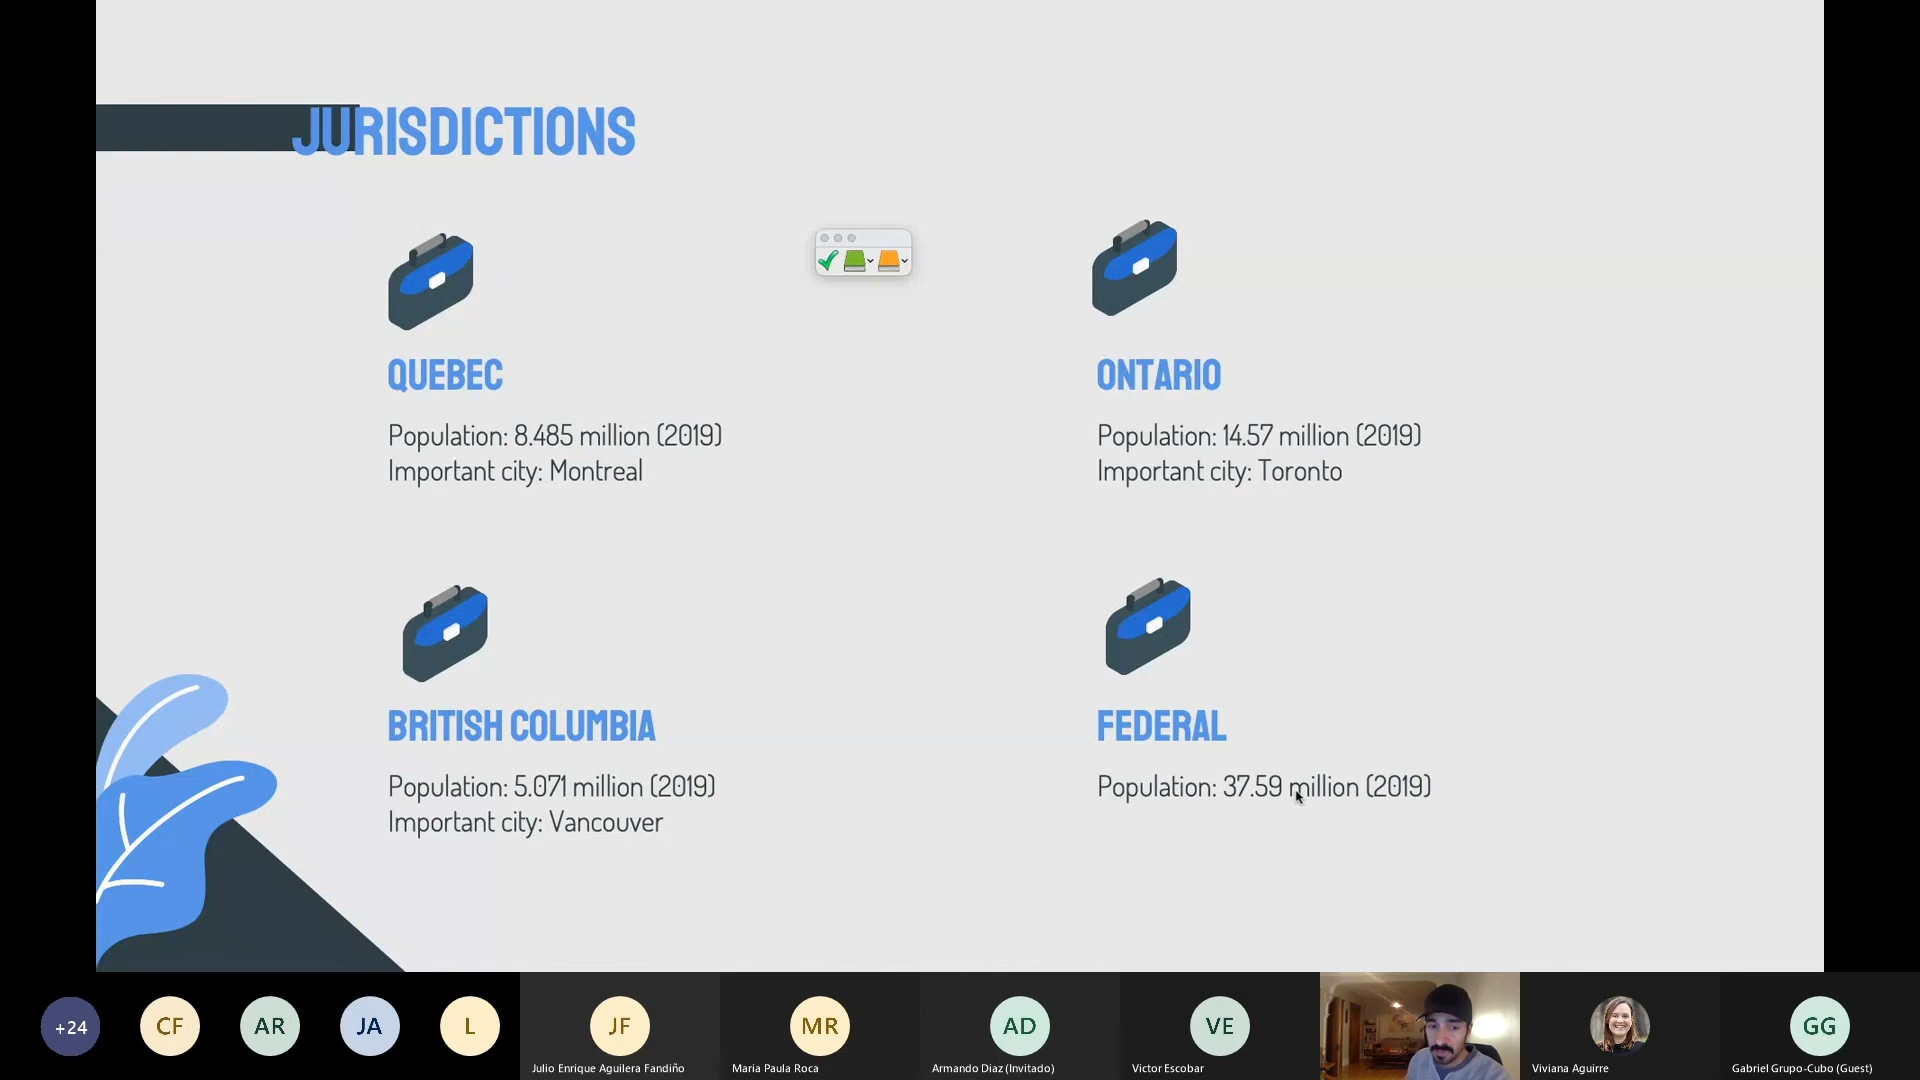 JURISDICTIONS
QUEBEC
Population: 8.485 million (2019)
Important city: Montreal
ONTARIO
Population: 14.57 million (2019)
Important city: Toronto
BRITISH COLUMBIA
Population: 5.071 million (2019)
Important city: Vancouver
FEDERAL
Population: 37.59 million (2019)
+24
CF
AR
JA
L
JF
Julio Enrique Aguilera Fandiño
MR
Maria Paula Roca
AD
Armando Diaz (Invitado)
VE
Victor Escobar
Viviana Aguirre
GG
Gabriel Grupo-Cubo (Guest)